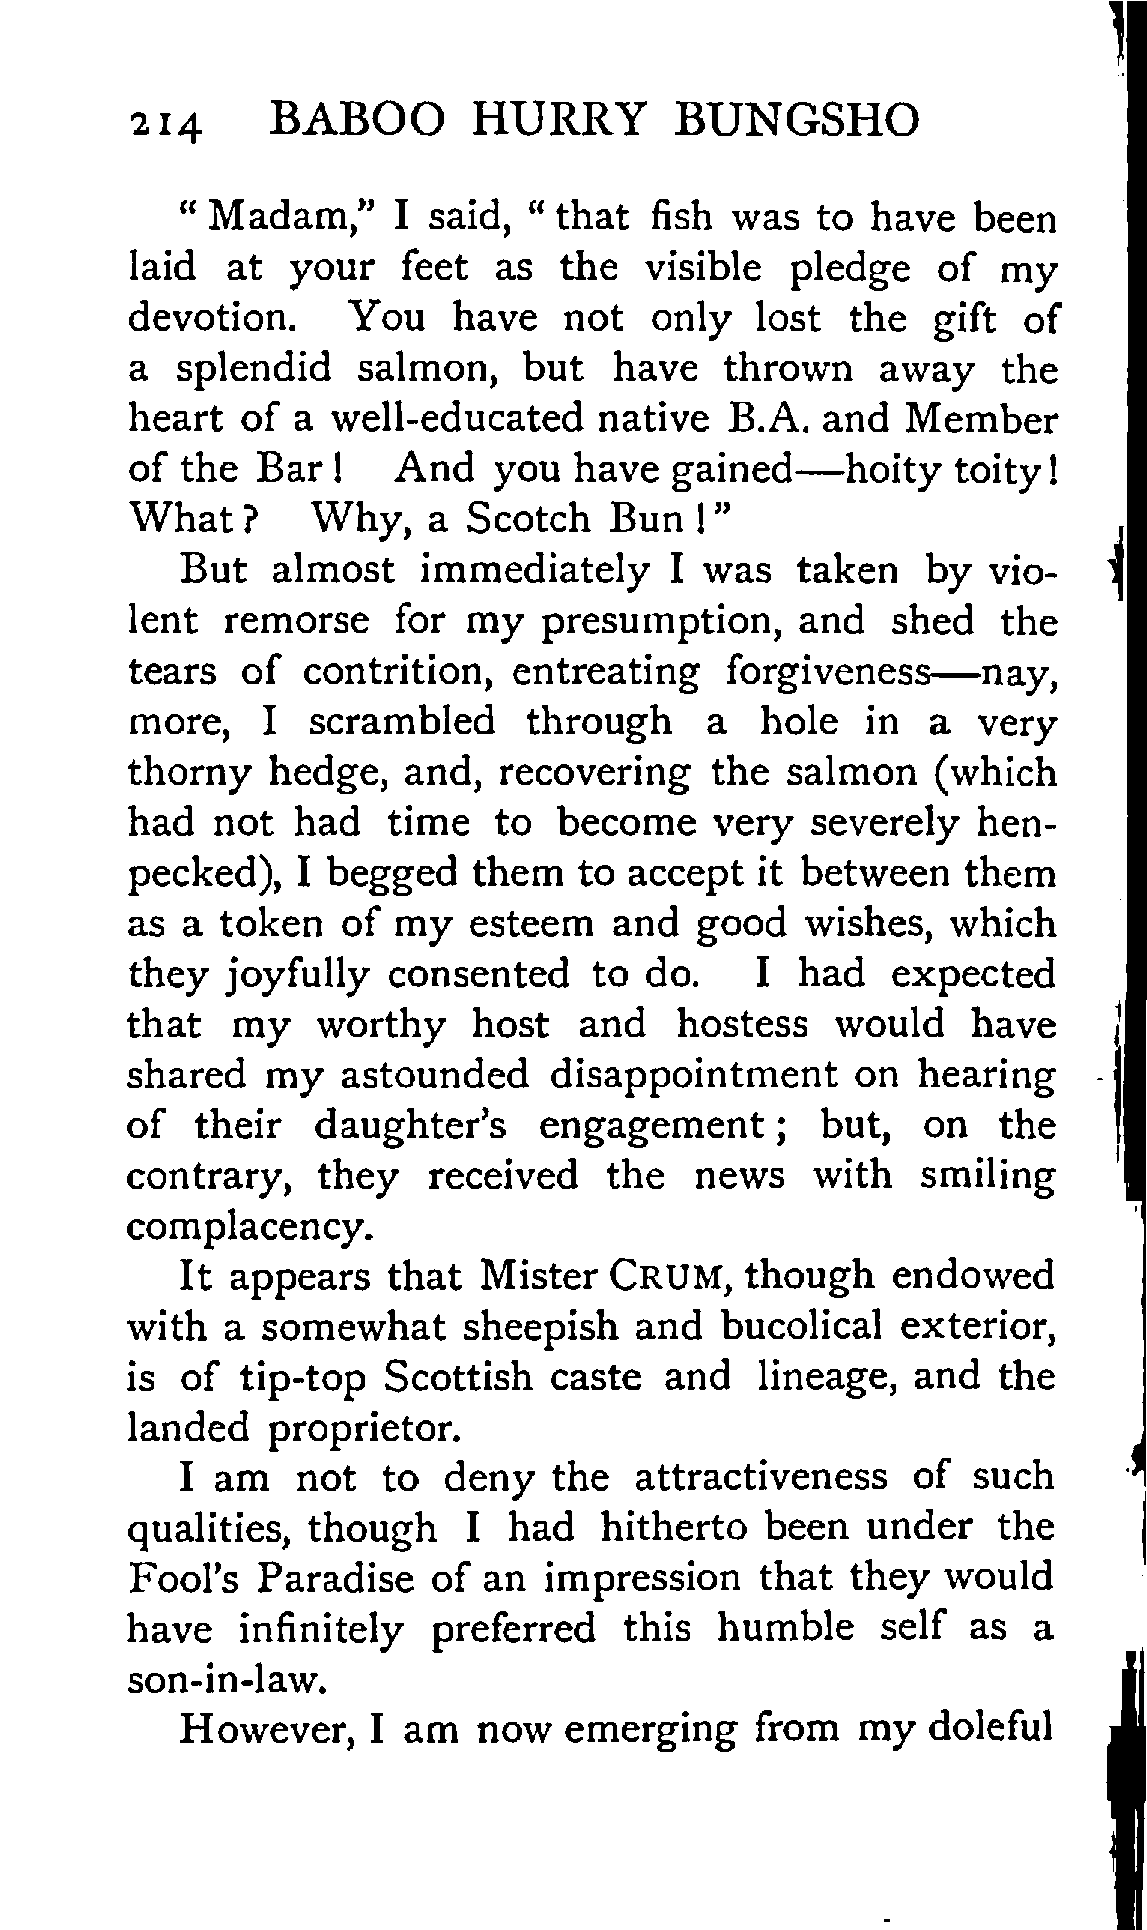 214 BABOO HURRY BUNGSHO
“ Madam,” I said, “ that fish was to have been
laid at your feet as the visible pledge of my
devotion. You have not only lost the gift of
a splendid salmon, but have thrown away the
heart of a well-educated native B.A. and Member
of the Bar ! And you have gained—hoity toity !
What ? Why, a Scotch Bun ! ”
But almost immediately I was taken by vio-
lent remorse for my presumption, and shed the
tears of contrition, entreating forgiveness—nay,
more, I scrambled through a hole in a very
thorny hedge, and, recovering the salmon (which
had not had time to become very severely hen-
pecked), I begged them to accept it between them
as a token of my esteem and good wishes, which
they joyfully consented to do. I had expected
that my worthy host and hostess would have
shared my astounded disappointment on hearing
of their daughter’s engagement ; but, on the
contrary, they received the news with smiling
complacency.
It appears that Mister CRUM, though endowed
with a somewhat sheepish and bucolical exterior,
is of tip-top Scottish caste and lineage, and the
landed proprietor.
I am not to deny the attractiveness of such
qualities, though I had hitherto been under the
Fool’s Paradise of an impression that they would
have infinitely preferred this humble self as a
son-in-law.
However, I am now emerging from my doleful